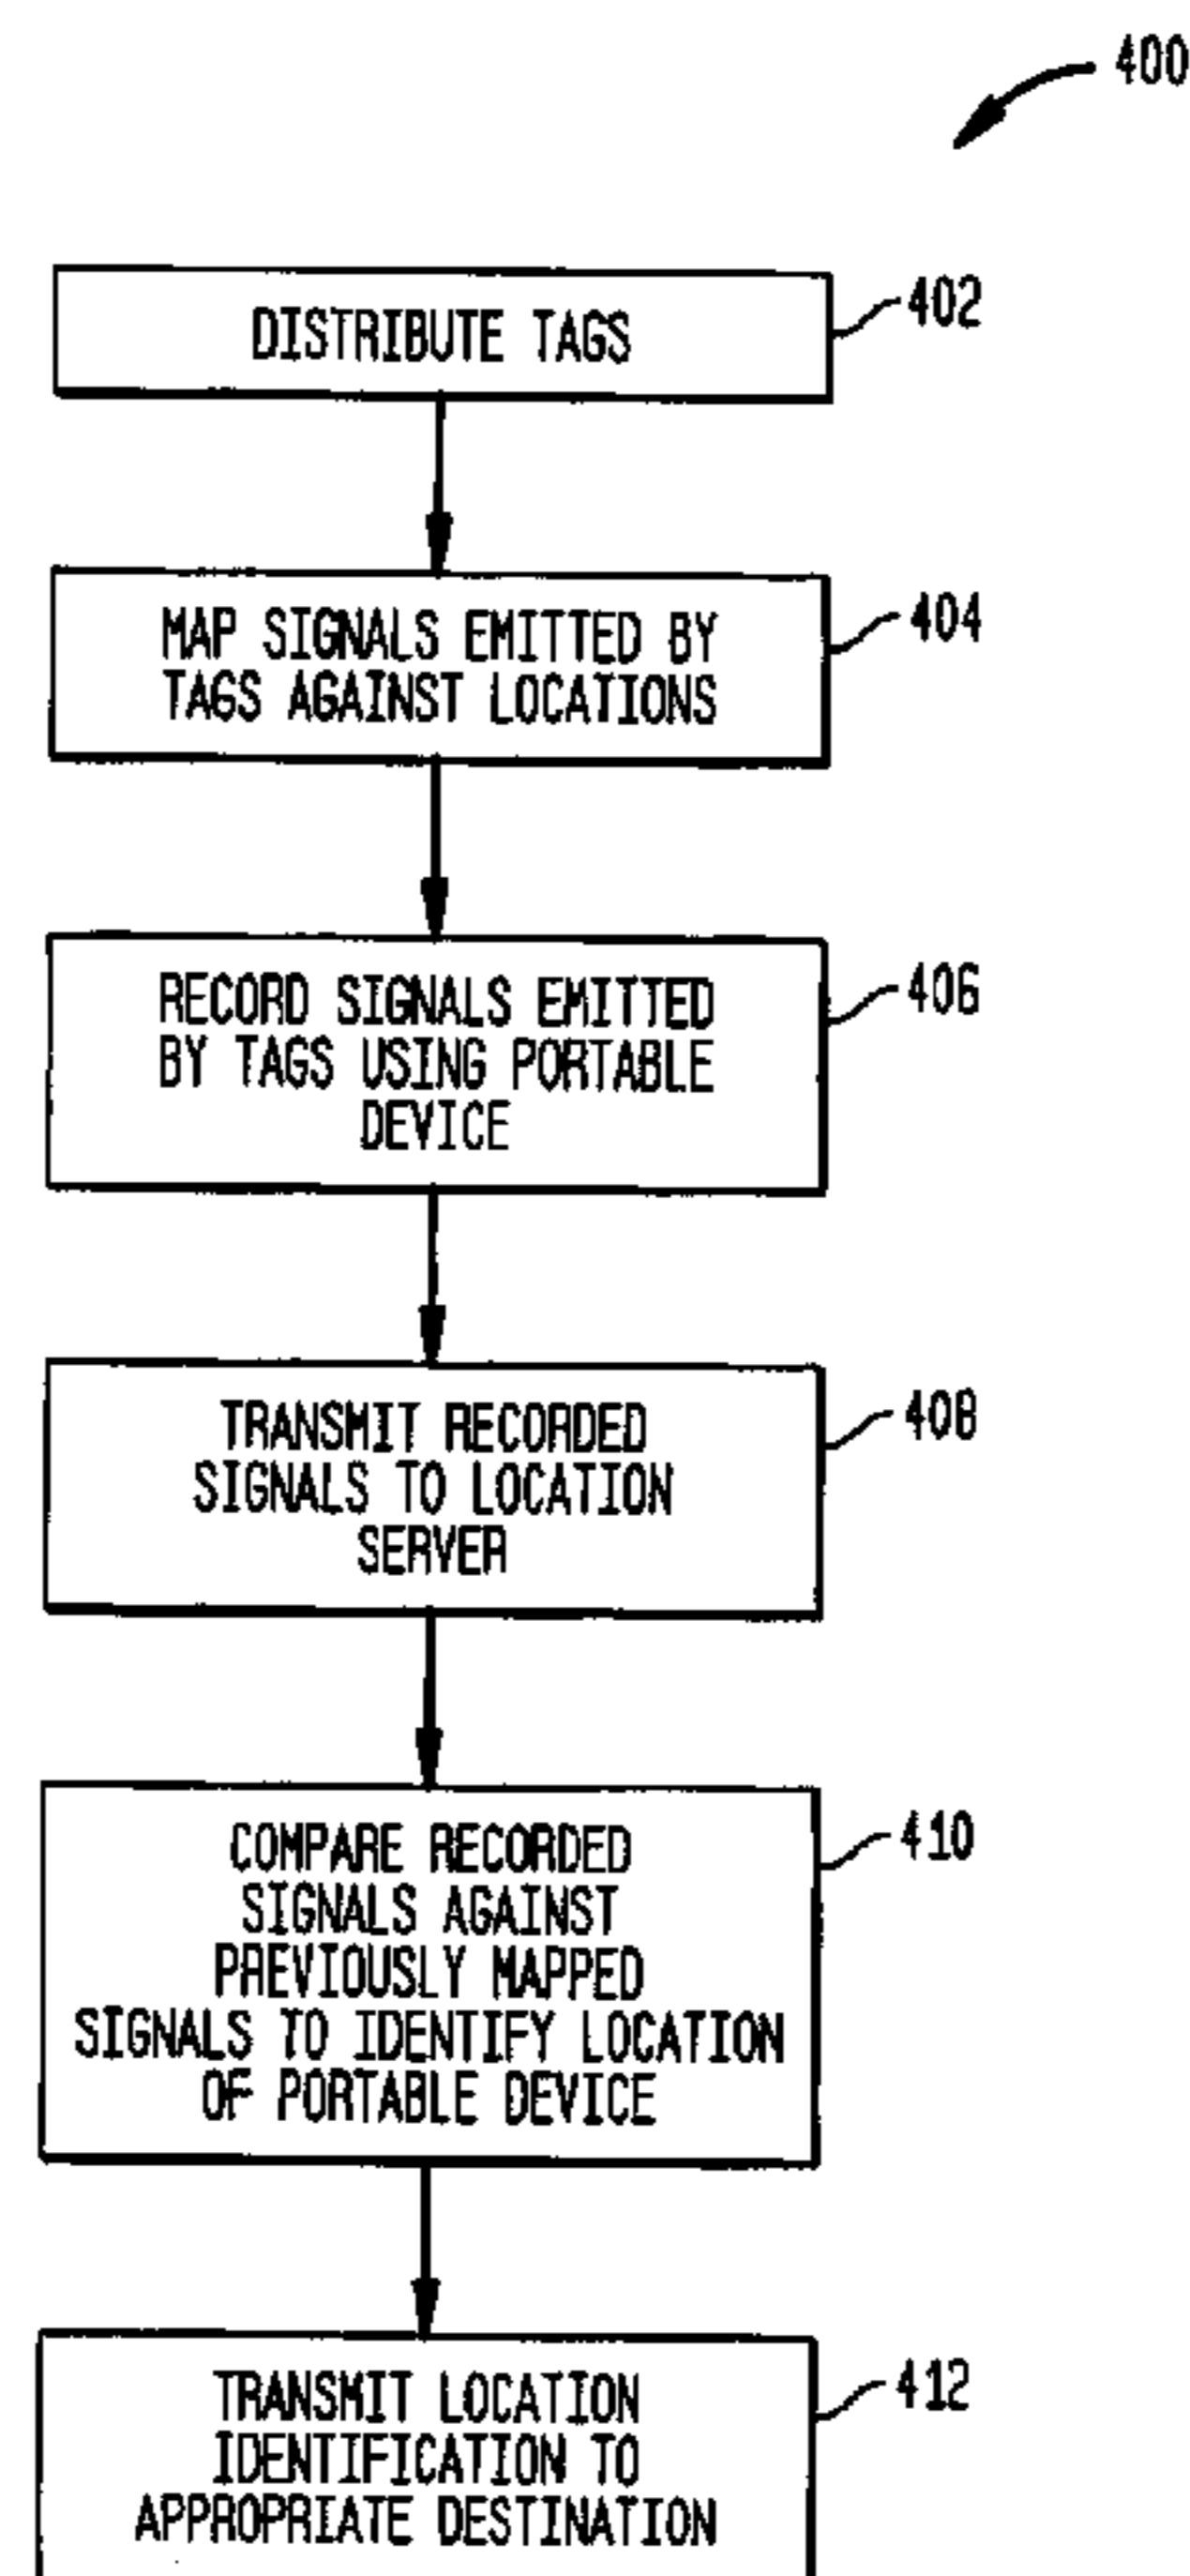 400
DISTRIBUTE TAGS
402
MAP SIGNALS EMITTED BY
TAGS AGAINST LOCATIONS
404
RECORD SIGNALS EMITTED
BY TAGS USING PORTABLE
DEVICE
406
TRANSMIT RECORDED
SIGNALS TO LOCATION
SERVER
408
COMPARE RECORDED
SIGNALS AGAINST
PREVIOUSLY MAPPED
SIGNALS TO IDENTIFY LOCATION
OF PORTABLE DEVICE
410
TRANSMIT LOCATION
IDENTIFICATION TO
APPROPRIATE DESTINATION
412